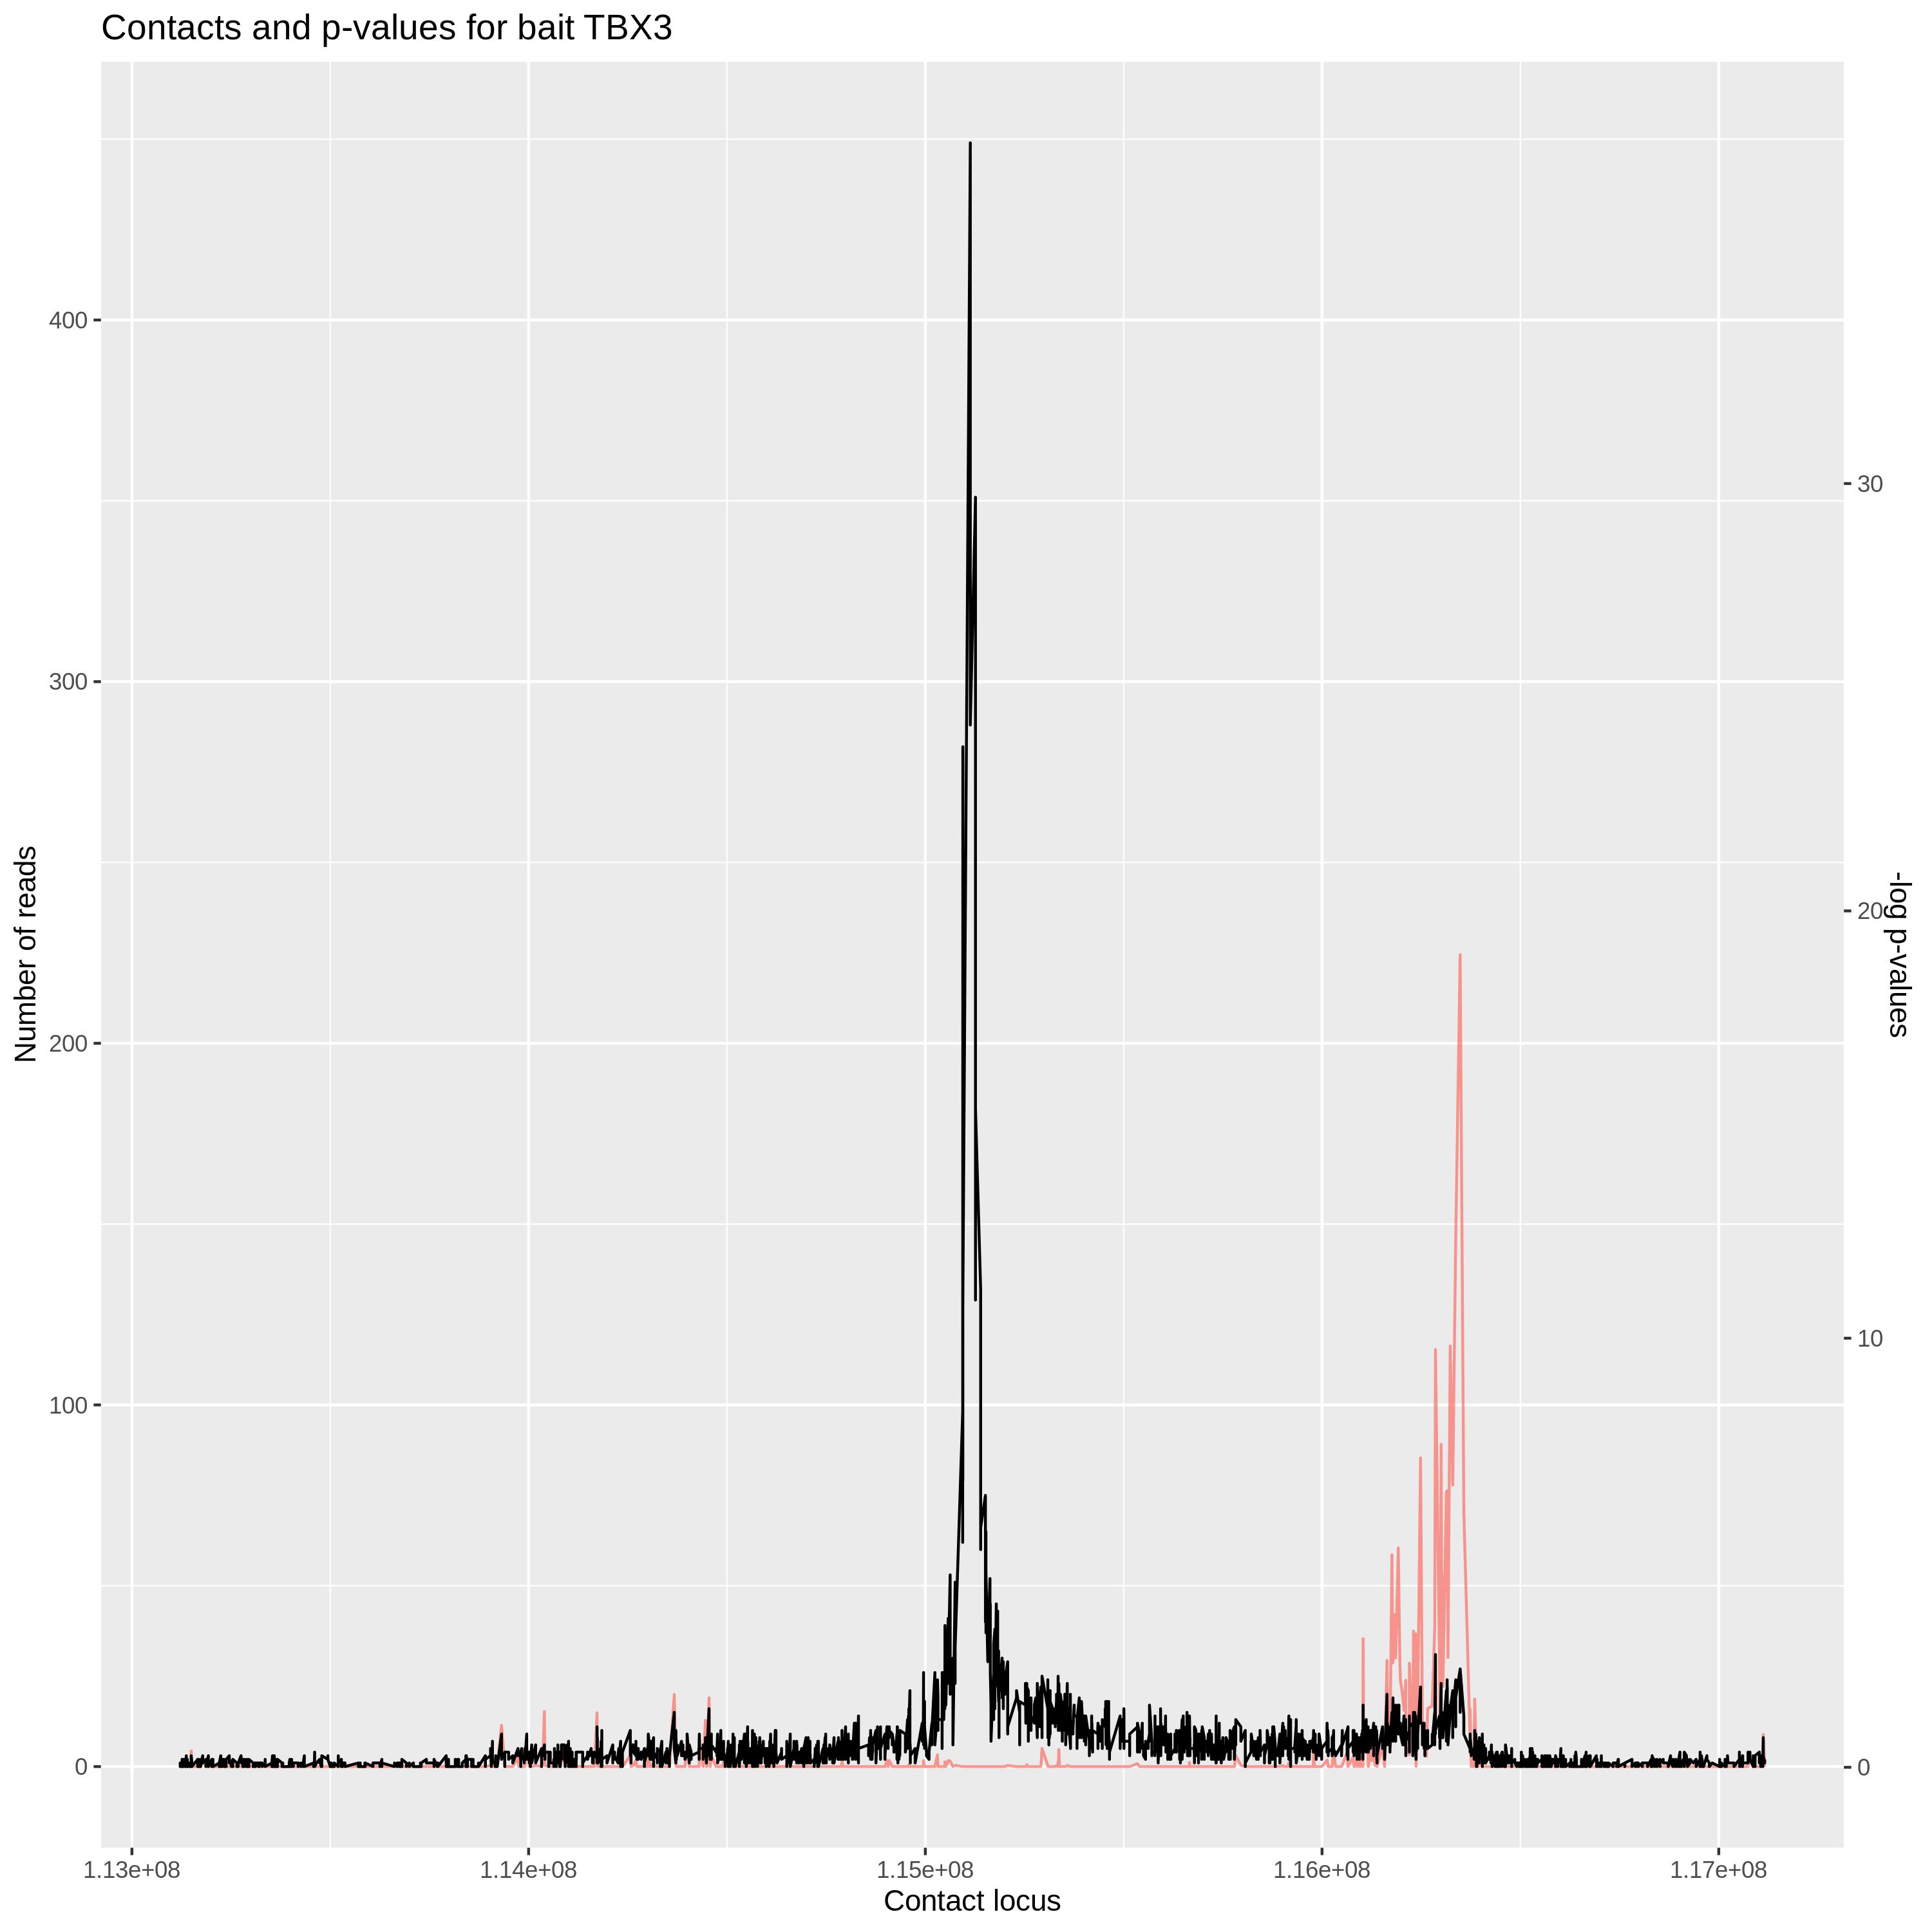 Contacts and p-values for bait TBX3
Number of reads
400
300
200
100
0
30
20
10
0
-log p-values
1.13e+08
1.14e+08
1.15e+08
1.16e+08
1.17e+08
Contact locus